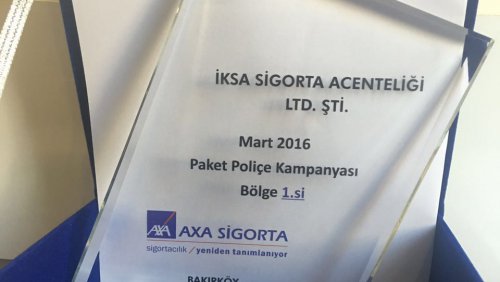 İKSA SİGORTA ACENTELİĞİ
LTD. ŞTİ.
Mart 2016
Paket Poliçe Kampanyası
Bölge 1.si
AXA AXA SİGORTA
sigortacılık / yeniden tanımlanıyor
BAKIRKÖY